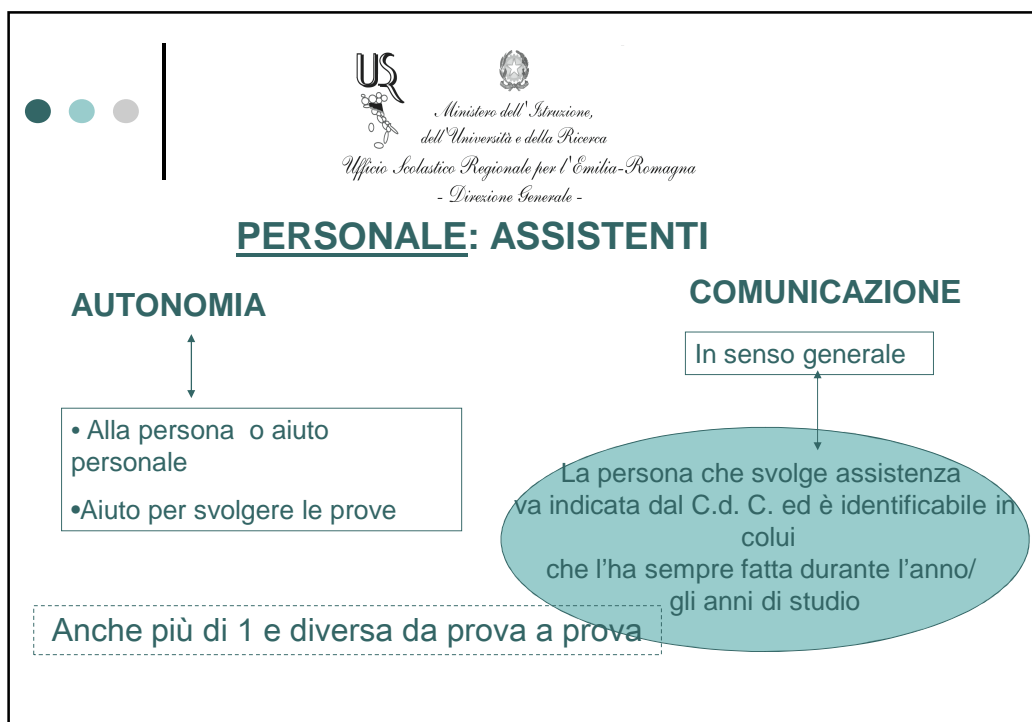 US
Ministero dell'Istruzione,
dell'Università e della Ricerca
Ufficio Scolastico Regionale per l'Emilia-Romagna
- Direzione Generale -
PERSONALE: ASSISTENTI
AUTONOMIA
• Alla persona o aiuto
personale
•Aiuto per svolgere le prove
COMUNICAZIONE
In senso generale
La persona che svolge assistenza
va indicata dal C.d. C. ed è identificabile in
colui
che l'ha sempre fatta durante l'anno/
gli anni di studio
Anche più di 1 e diversa da prova a prova